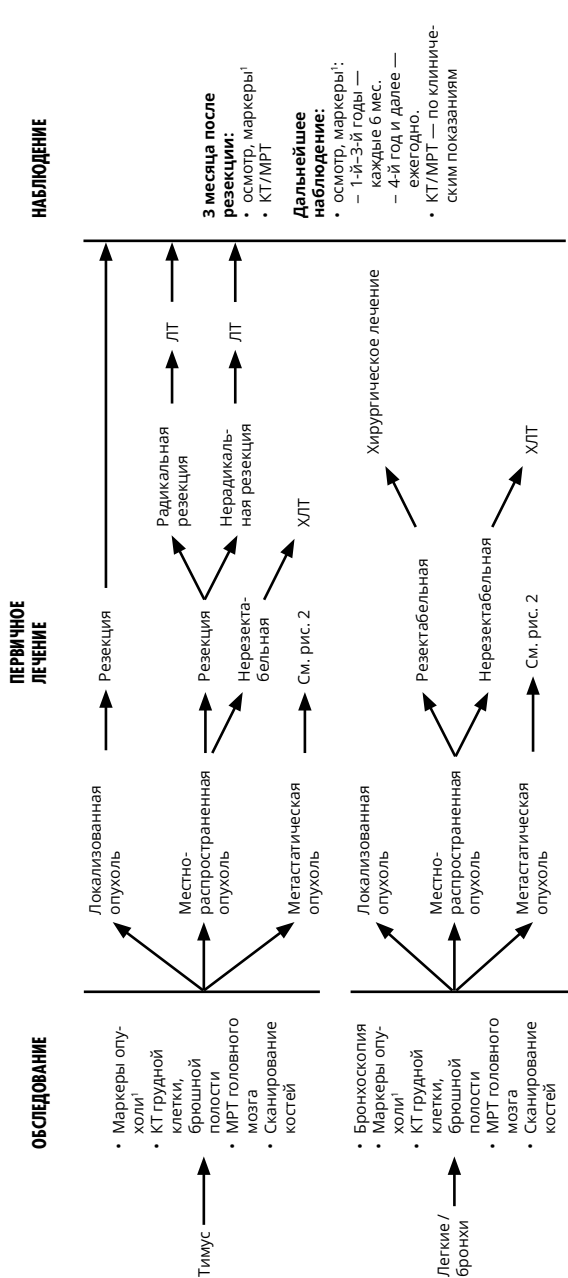 ОБСЛЕДОВАНИЕ
ПЕРВИЧНОЕ
ЛЕЧЕНИЕ
НАБЛЮДЕНИЕ
Тимус
• Маркеры опу-
холи¹
• КТ грудной
клетки,
брюшной
полости
• МРТ головного
мозга
• Сканирование
костей
Локализованная
опухоль
Резекция
Местно-
распространенная
опухоль
Резекция
Радикальная
резекция
ЛТ
Нерадикаль-
ная резекция
ЛТ
Нерезекта-
бельная
ХЛТ
Метастатическая
опухоль
См. рис. 2
Легкие /
бронхи
• Бронхоскопия
• Маркеры опу-
холи¹
• КТ грудной
клетки,
брюшной
полости
• МРТ головного
мозга
• Сканирование
костей
Локализованная
опухоль
Местно-
распространенная
опухоль
Резектабельная
Хирургическое лечение
Нерезектабельная
ХЛТ
Метастатическая
опухоль
См. рис. 2
3 месяца после
резекции:
• осмотр, маркеры¹
• КТ/МРТ
Дальнейшее
наблюдение:
• осмотр, маркеры¹:
– 1-й–3-й годы —
каждые 6 мес.
– 4-й год и далее —
ежегодно.
• КТ/МРТ — по клиниче-
ским показаниям